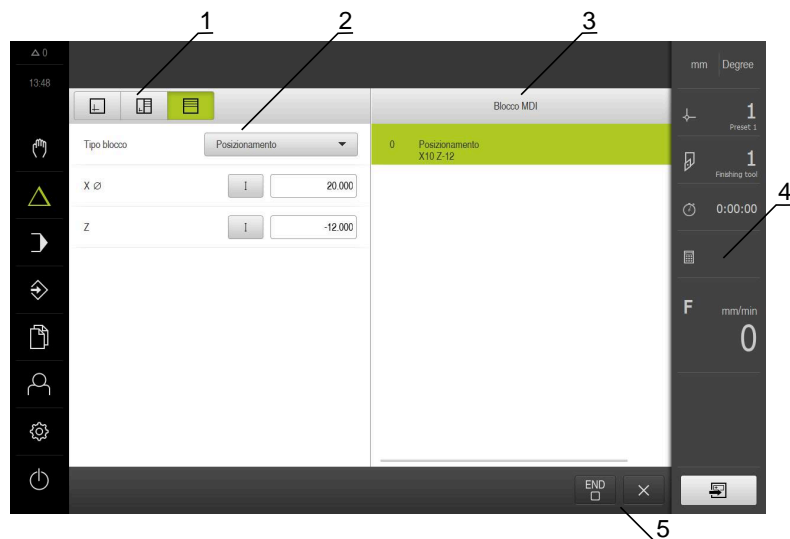 1 2 3
0
13:48
mm Degree
Blocco MDI
1
Preset 1
Tipo blocco Posizionamento
0 Posizionamento
X10 Z-12
1
Finishing tool
X ⌀ I 20.000
4
0:00:00
Z I -12.000
F mm/min
0
END
5